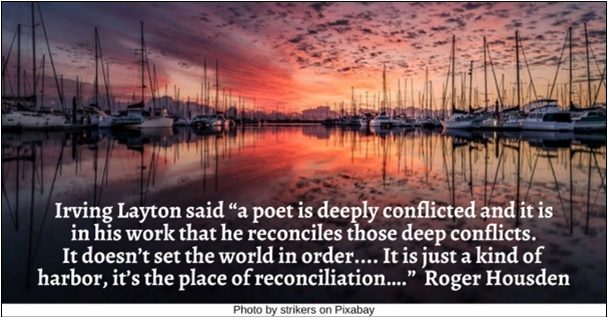 Irving Layton said “a poet is deeply conflicted and it is
in his work that he reconciles those deep conflicts.
It doesn’t set the world in order.... It is just a kind of
harbor, it’s the place of reconciliation....” Roger Housden
Photo by strikers on Pixabay